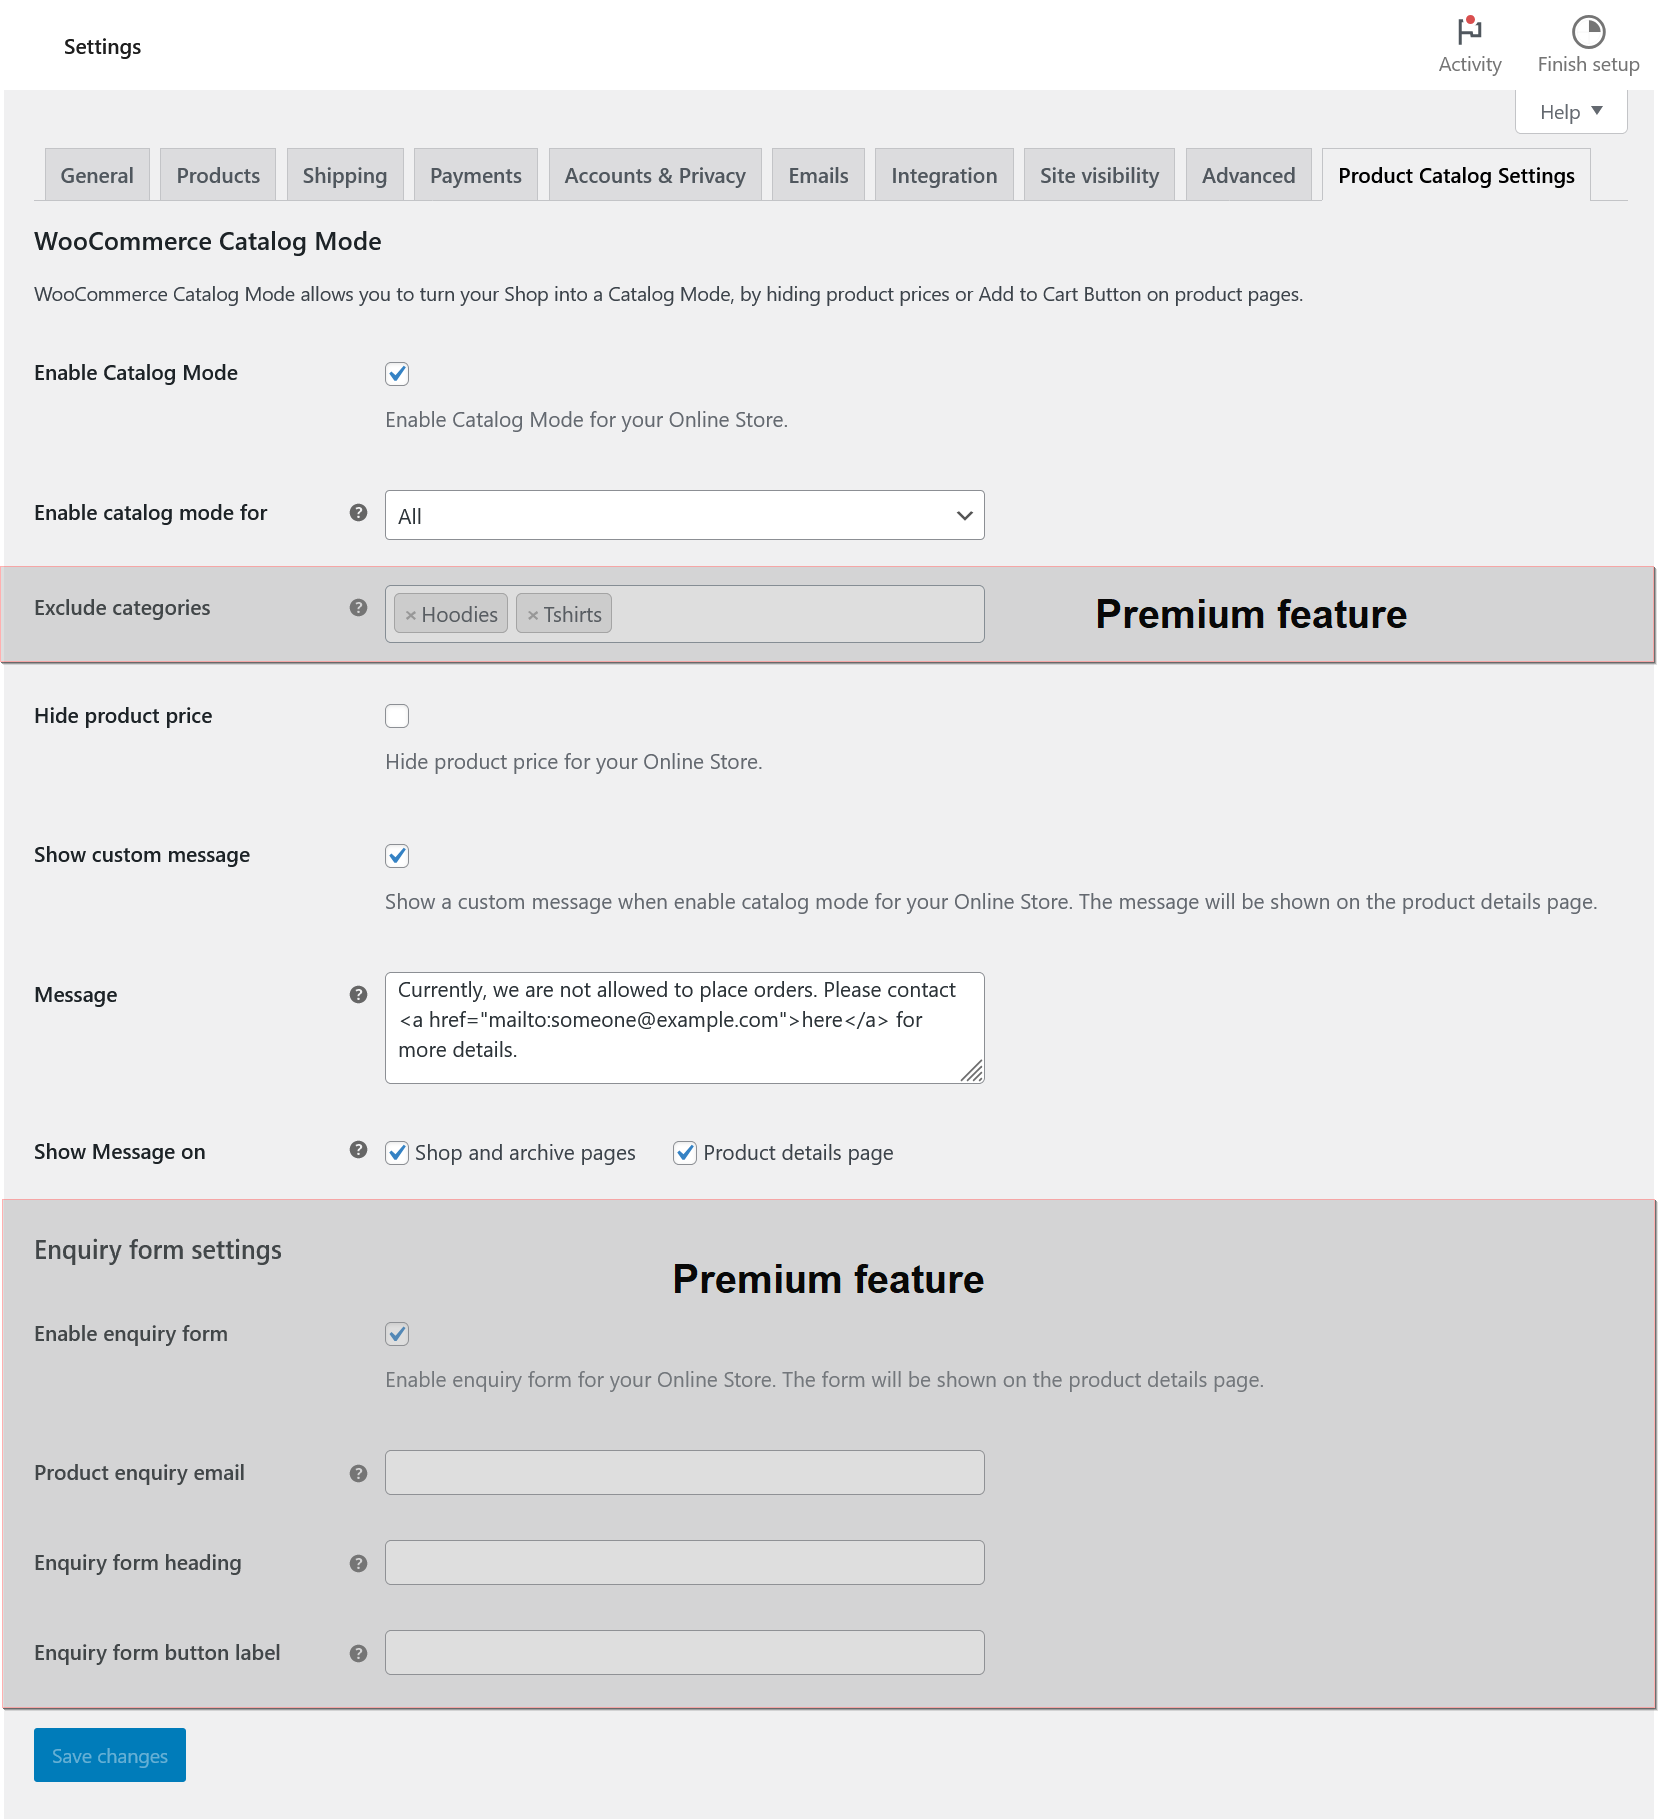 Settings
Activity
Finish setup
Help
General Products Shipping Payments Accounts & Privacy Emails Integration Site visibility Advanced Product Catalog Settings
WooCommerce Catalog Mode
WooCommerce Catalog Mode allows you to turn your Shop into a Catalog Mode, by hiding product prices or Add to Cart Button on product pages.
Enable Catalog Mode
Enable Catalog Mode for your Online Store.
Enable catalog mode for ? All
Exclude categories ? × Hoodies × Tshirts Premium feature
Hide product price
Hide product price for your Online Store.
Show custom message
Show a custom message when enable catalog mode for your Online Store. The message will be shown on the product details page.
Message ? Currently, we are not allowed to place orders. Please contact
<a href="mailto:someone@example.com">here</a> for
more details.
Show Message on ? Shop and archive pages Product details page
Enquiry form settings
Premium feature
Enable enquiry form
Enable enquiry form for your Online Store. The form will be shown on the product details page.
Product enquiry email ?
Enquiry form heading ?
Enquiry form button label ?
Save changes